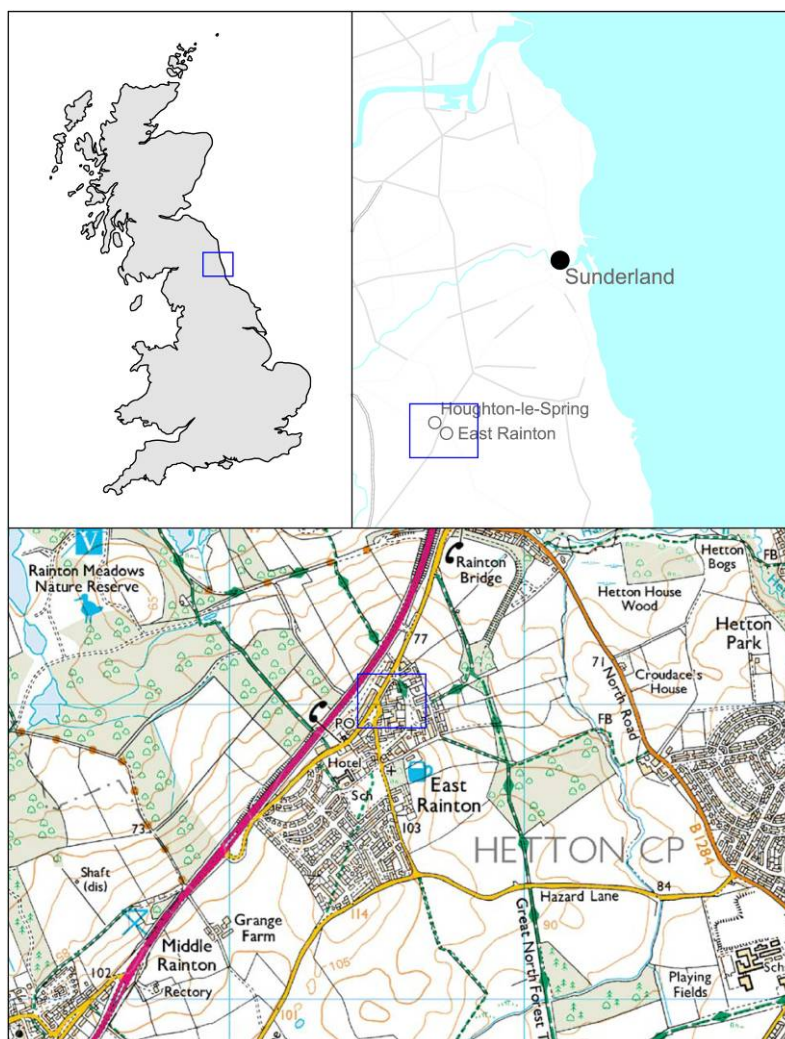 Sunderland
Houghton-le-Spring
East Rainton
V
Rainton Meadows
Nature Reserve
65
77
Rainton
Bridge
Hetton
Bogs
FB
Hetton House
Wood
Hetton
Park
71
North Road
Croudace's
House
FB
PO
Hotel
Sch
East
Rainton
103
73
HETTON CP
B1284
Shaft
(dis)
Grange
Farm
114
Hazard Lane
84
90
Great North Forest T
68
Middle
Rainton
105
102
Rectory
101
Playing
Fields
Sch